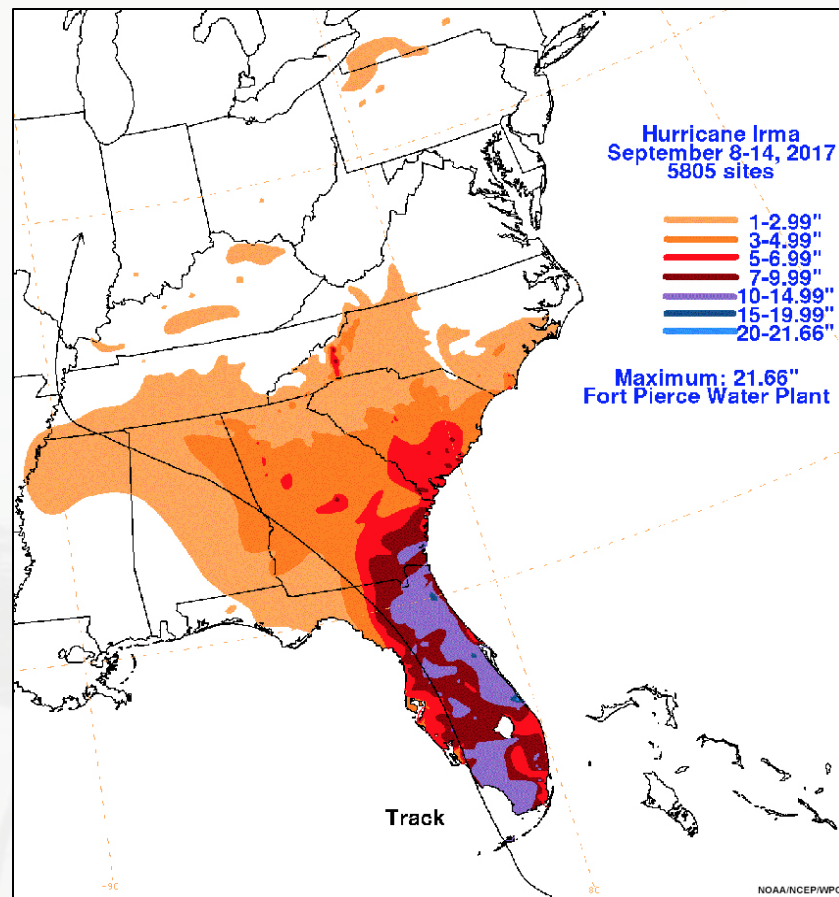 Hurricane Irma
September 8-14, 2017
5805 sites
1-2.99"
3-4.99"
5-6.99"
7-9.99"
10-14.99"
15-19.99"
20-21.66"
Maximum: 21.66"
Fort Pierce Water Plant
Track
-90
80
NOAA/NCEP/WPC